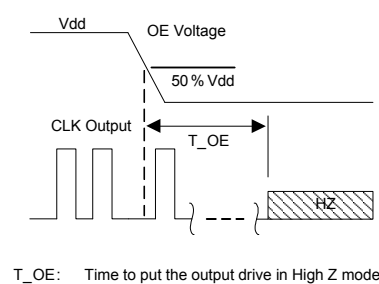 Vdd
OE Voltage
50 % Vdd
CLK Output
T_OE
HZ
T_OE: Time to put the output drive in High Z mode